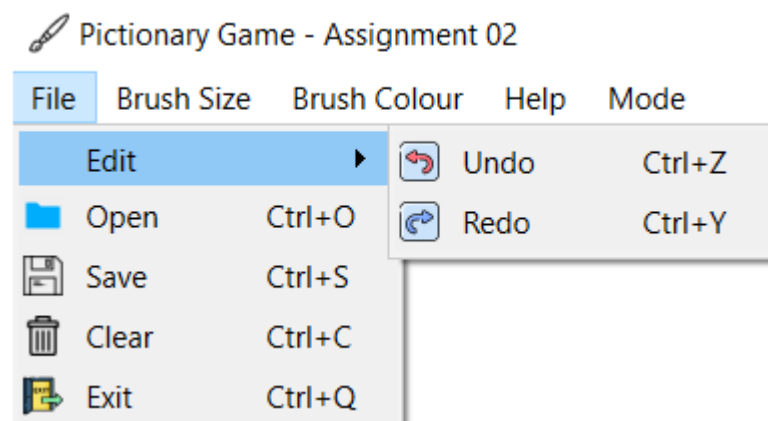 Pictionary Game - Assignment 02
File Brush Size Brush Colour Help Mode
Edit Undo Ctrl+Z
Open Ctrl+O Redo Ctrl+Y
Save Ctrl+S
Clear Ctrl+C
Exit Ctrl+Q